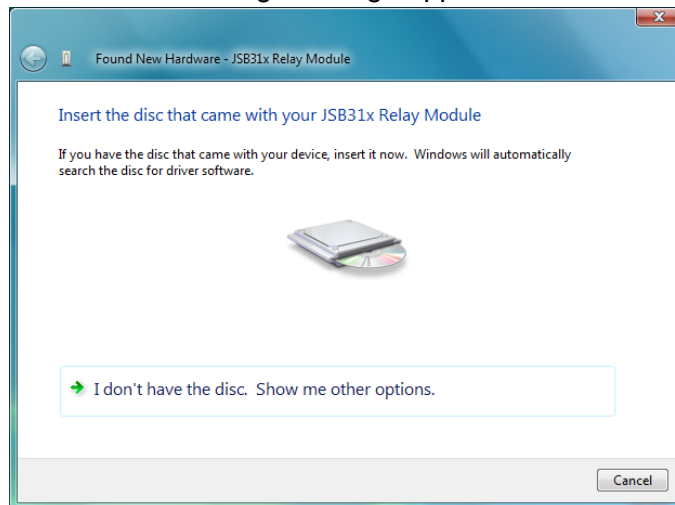 Found New Hardware - JSB31x Relay Module
Insert the disc that came with your JSB31x Relay Module
If you have the disc that came with your device, insert it now. Windows will automatically
search the disc for driver software.
I don't have the disc. Show me other options.
Cancel